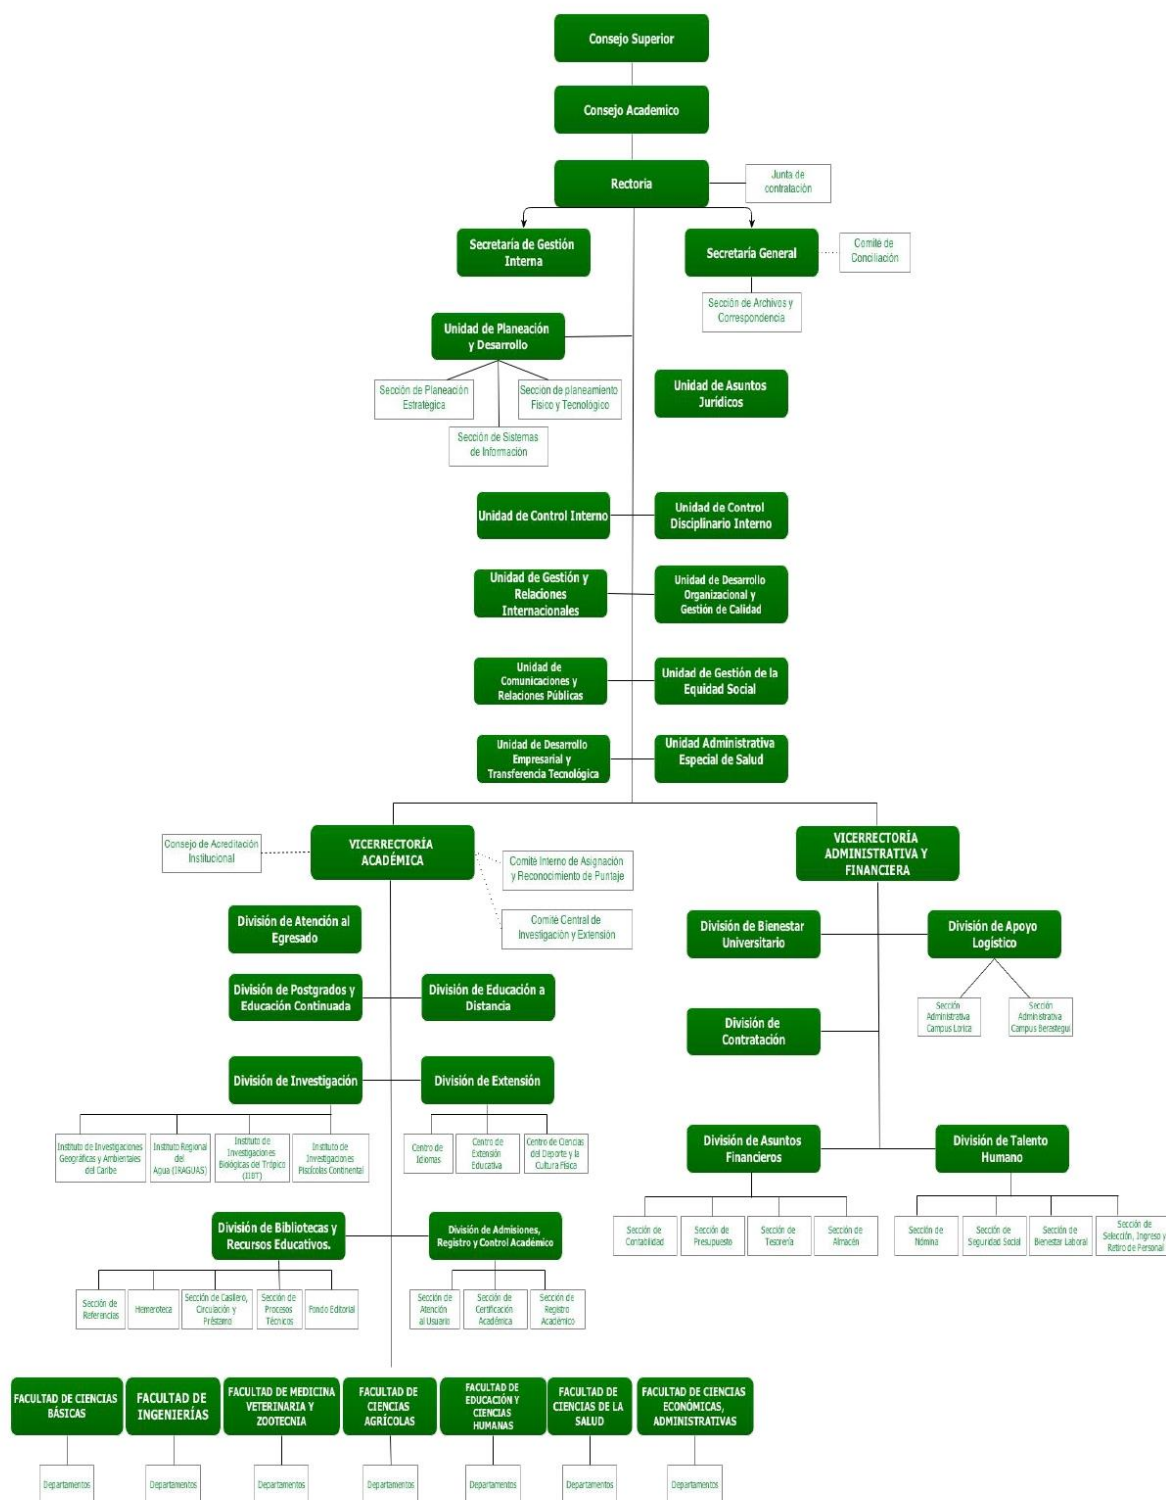 Consejo Superior
Consejo Academico
Rectoria
Junta de
contratación
Secretaría de Gestión
Interna
Secretaría General
Comité de
Conciliación
Sección de Archivos y
Correspondencia
Unidad de Planeación
y Desarrollo
Sección de Planeación
Estratégica
Sección de planeamiento
Físico y Tecnológico
Sección de Sistemas
de Información
Unidad de Asuntos
Jurídicos
Unidad de Control Interno
Unidad de Control
Disciplinario Interno
Unidad de Gestión y
Relaciones
Internacionales
Unidad de Desarrollo
Organizacional y
Gestión de Calidad
Unidad de
Comunicaciones y
Relaciones Públicas
Unidad de Gestión de la
Equidad Social
Unidad de Desarrollo
Empresarial y
Transferencia Tecnológica
Unidad Administrativa
Especial de Salud
Consejo de Acreditación
Institucional
VICERRECTORÍA
ACADÉMICA
Comité Interno de Asignación
y Reconocimiento de Puntaje
Comité Central de
Investigación y Extensión
VICERRECTORÍA
ADMINISTRATIVA Y
FINANCIERA
División de Atención al
Egresado
División de Postgrados y
Educación Continuada
División de Educación a
Distancia
División de Investigación
División de Extensión
Instituto de Investigaciones
Geográficas y Ambientales
del Caribe
Instituto Regional
del
Agua (IRAGUAS)
Instituto de
Investigaciones
Biológicas del Trópico
(IIBT)
Instituto de
Investigaciones
Piscícolas Continental
Centro de
Idiomas
Centro de
Extensión
Educativa
Centro de Ciencias
del Deporte y la
Cultura Física
División de Bibliotecas y
Recursos Educativos.
División de Admisiones,
Registro y Control Académico
Sección de
Referencias
Hemeroteca
Sección de Casilero,
Circulación y
Préstamo
Sección de
Procesos
Técnicos
Fondo Editorial
Sección de
Atención
al Usuario
Sección de
Certificación
Académica
Sección de
Registro
Académico
División de Bienestar
Universitario
División de Apoyo
Logístico
Sección
Administrativa
Campus Lorica
Sección
Administrativa
Campus Berastegui
División de
Contratación
División de Asuntos
Financieros
División de Talento
Humano
Sección de
Contabilidad
Sección de
Presupuesto
Sección de
Tesorería
Sección de
Almacén
Sección de
Nómina
Sección de
Seguridad Social
Sección de
Bienestar Laboral
Sección de
Selección, Ingreso y
Retiro de Personal
FACULTAD DE CIENCIAS
BÁSICAS
FACULTAD DE
INGENIERÍAS
FACULTAD DE MEDICINA
VETERINARIA Y
ZOOTECNIA
FACULTAD DE
CIENCIAS
AGRÍCOLAS
FACULTAD DE
EDUCACIÓN Y
CIENCIAS
HUMANAS
FACULTAD DE
CIENCIAS DE LA
SALUD
FACULTAD DE CIENCIAS
ECONÓMICAS,
ADMINISTRATIVAS
Departamentos
Departamentos
Departamentos
Departamentos
Departamentos
Departamentos
Departamentos